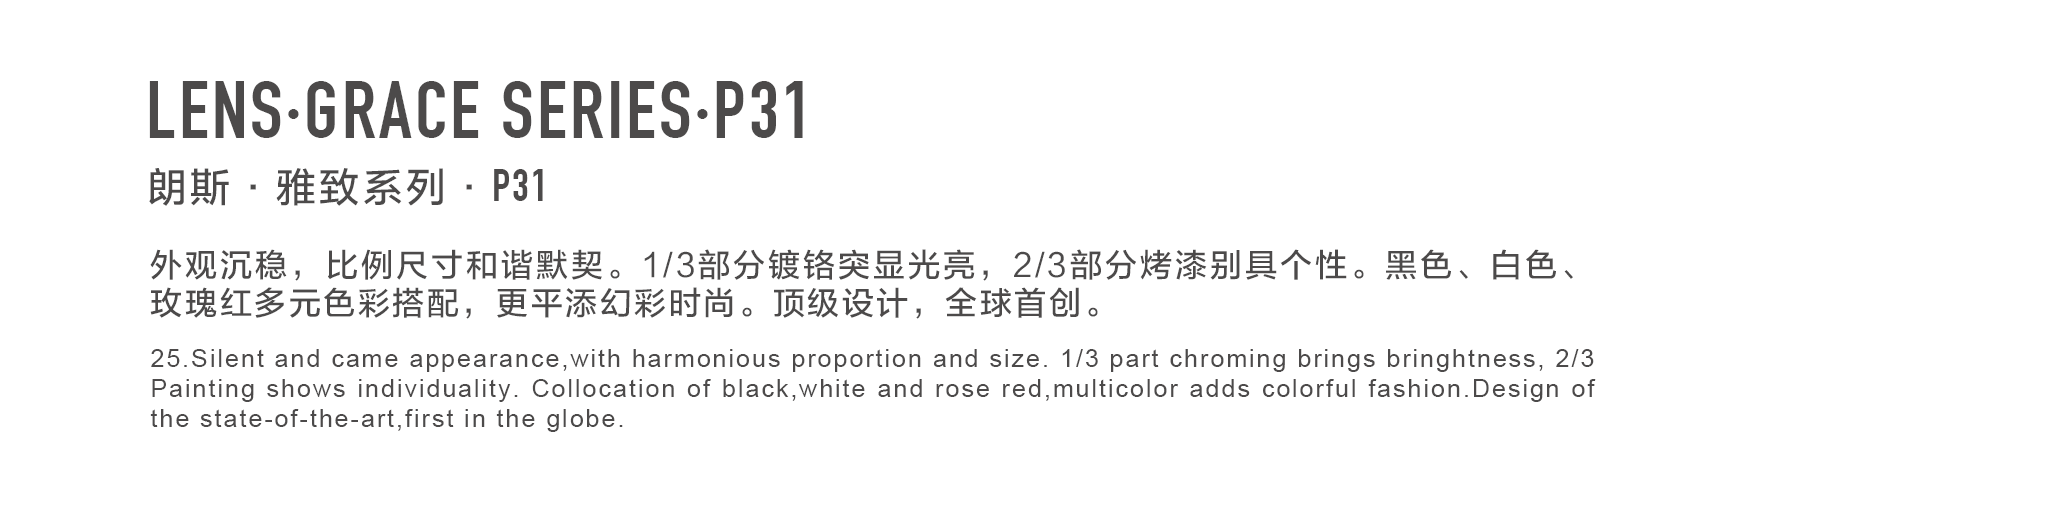 LENS·GRACE SERIES·P31
朗斯 · 雅致系列 · P31
外观沉稳，比例尺寸和谐默契。1/3部分镀铬突显光亮，2/3部分烤漆别具个性。黑色、白色、
玫瑰红多元色彩搭配，更平添幻彩时尚。顶级设计，全球首创。
25.Silent and came appearance,with harmonious proportion and size. 1/3 part chroming brings bringhtness, 2/3
Painting shows individuality. Collocation of black,white and rose red,multicolor adds colorful fashion.Design of
the state-of-the-art,first in the globe.